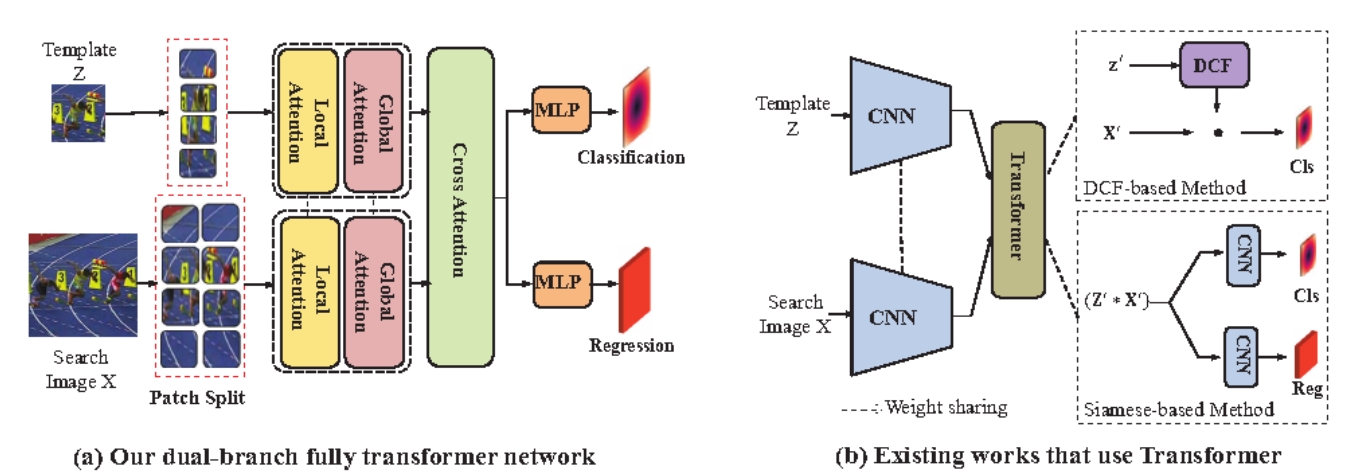 Template
Z
Search
Image X
Patch Split
Local
Attention
Global
Attention
Local
Attention
Global
Attention
Cross Attention
MLP
Classification
MLP
Regression
(a) Our dual-branch fully transformer network
Template
Z
CNN
Search
Image X
CNN
Transformer
Weight sharing
z'
DCF
X'
Cls
DCF-based Method
(Z' * X')
CNN
Cls
CNN
Reg
Siamese-based Method
(b) Existing works that use Transformer